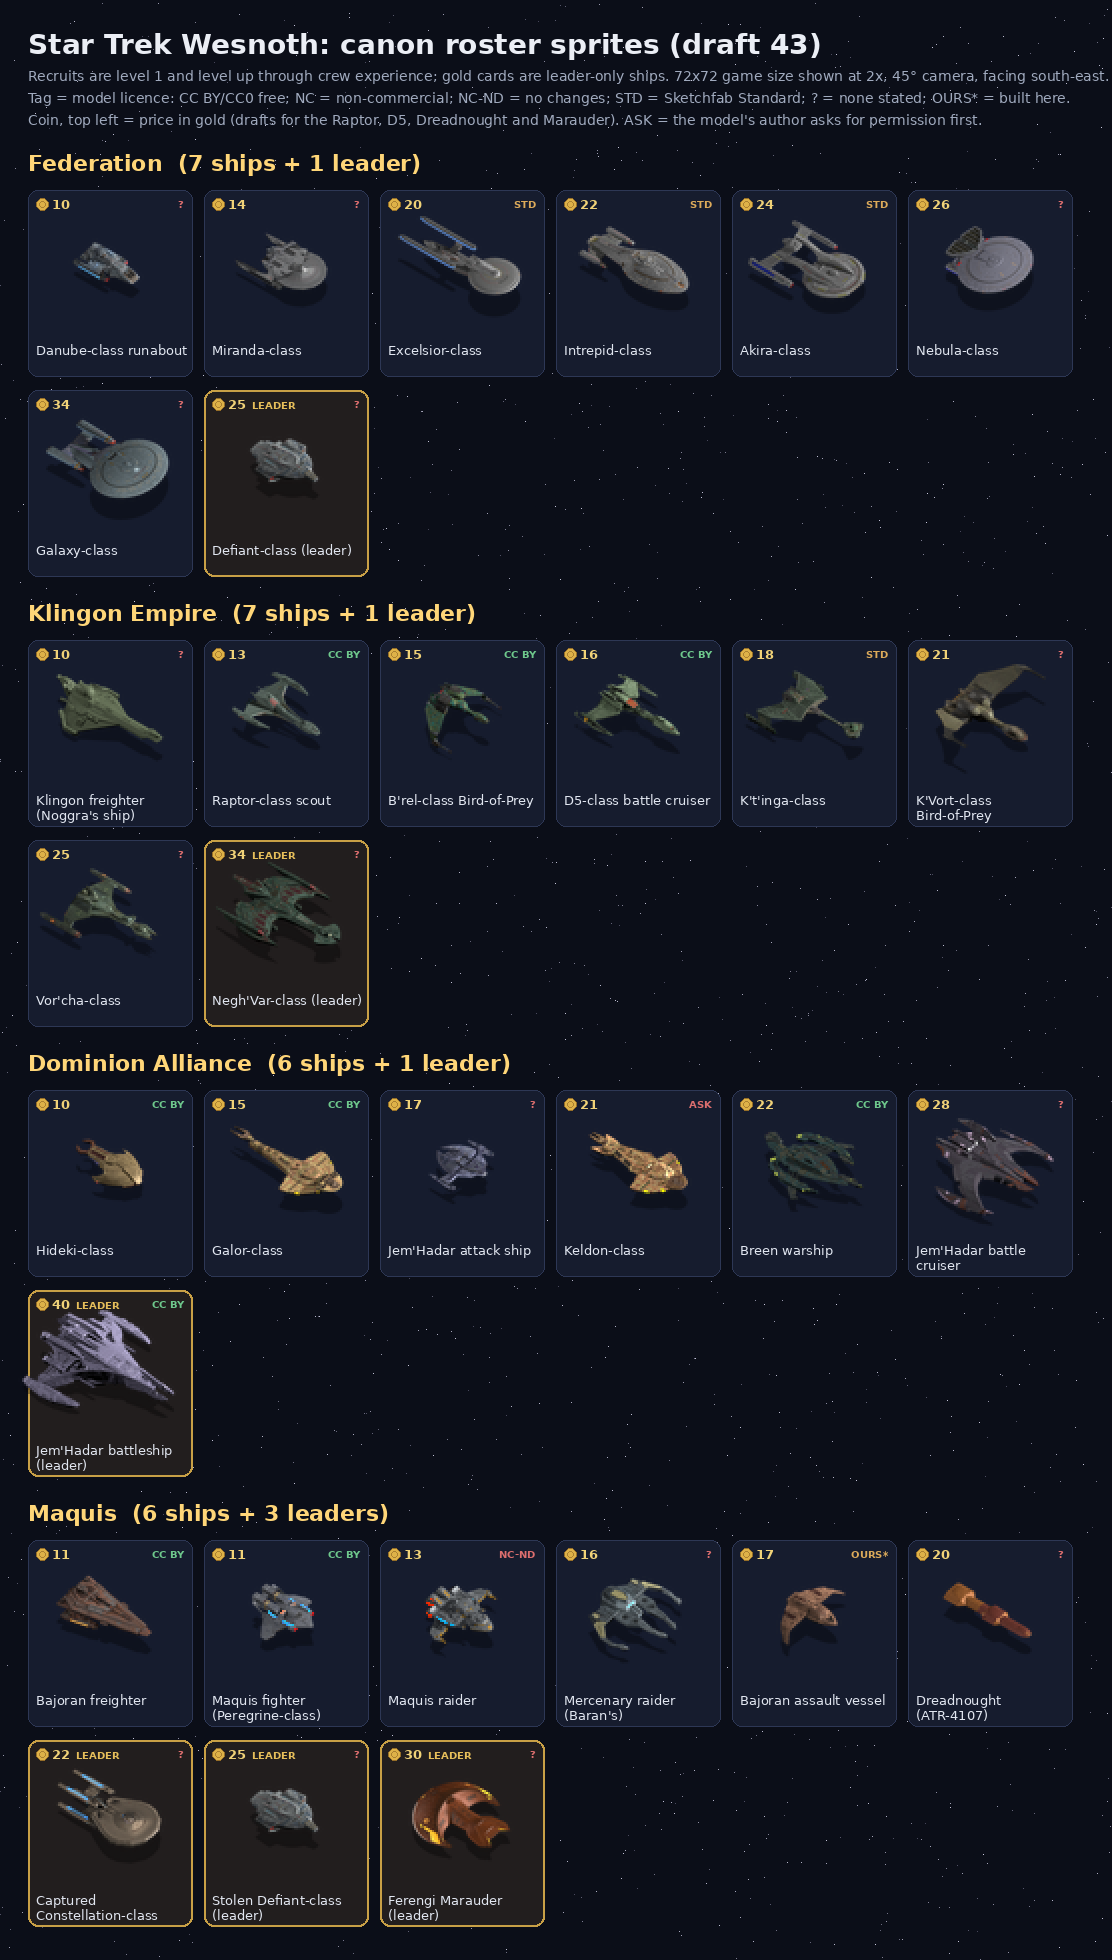 Star Trek Wesnoth: canon roster sprites (draft 43)
Recruits are level 1 and level up through crew experience; gold cards are leader-only ships. 72x72 game size shown at 2x, 45° camera, facing south-east.
Tag = model licence: CC BY/CC0 free; NC = non-commercial; NC-ND = no changes; STD = Sketchfab Standard; ? = none stated; OURS* = built here.
Coin, top left = price in gold (drafts for the Raptor, D5, Dreadnought and Marauder). ASK = the model's author asks for permission first.
Federation (7 ships + 1 leader)
10 ?
Danube-class runabout
14 ?
Miranda-class
20 STD
Excelsior-class
22 STD
Intrepid-class
24 STD
Akira-class
26 ?
Nebula-class
34 ?
Galaxy-class
25 LEADER ?
Defiant-class (leader)
Klingon Empire (7 ships + 1 leader)
10 ?
Klingon freighter
(Noggra's ship)
13 CC BY
Raptor-class scout
15 CC BY
B'rel-class Bird-of-Prey
16 CC BY
D5-class battle cruiser
18 STD
K't'inga-class
21 ?
K'Vort-class
Bird-of-Prey
25 ?
Vor'cha-class
34 LEADER ?
Negh'Var-class (leader)
Dominion Alliance (6 ships + 1 leader)
10 CC BY
Hideki-class
15 CC BY
Galor-class
17 ?
Jem'Hadar attack ship
21 ASK
Keldon-class
22 CC BY
Breen warship
28 ?
Jem'Hadar battle
cruiser
40 LEADER CC BY
Jem'Hadar battleship
(leader)
Maquis (6 ships + 3 leaders)
11 CC BY
Bajoran freighter
11 CC BY
Maquis fighter
(Peregrine-class)
13 NC-ND
Maquis raider
16 ?
Mercenary raider
(Baran's)
17 OURS*
Bajoran assault vessel
20 ?
Dreadnought
(ATR-4107)
22 LEADER ?
Captured
Constellation-class
25 LEADER ?
Stolen Defiant-class
(leader)
30 LEADER ?
Ferengi Marauder
(leader)